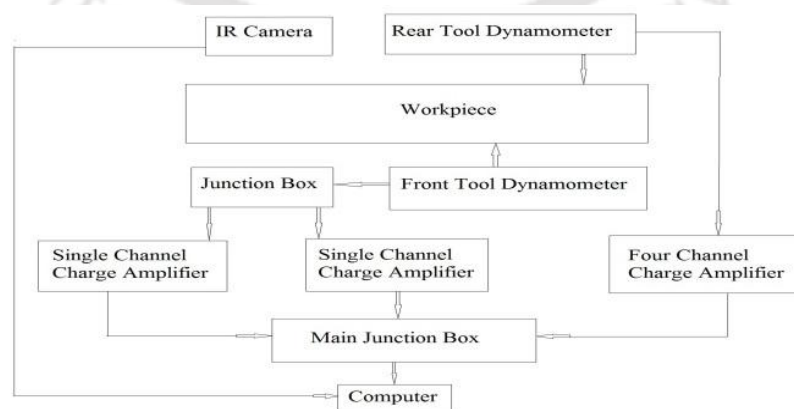 IR Camera
Rear Tool Dynamometer
Workpiece
Junction Box
Front Tool Dynamometer
Single Channel
Charge Amplifier
Single Channel
Charge Amplifier
Four Channel
Charge Amplifier
Main Junction Box
Computer